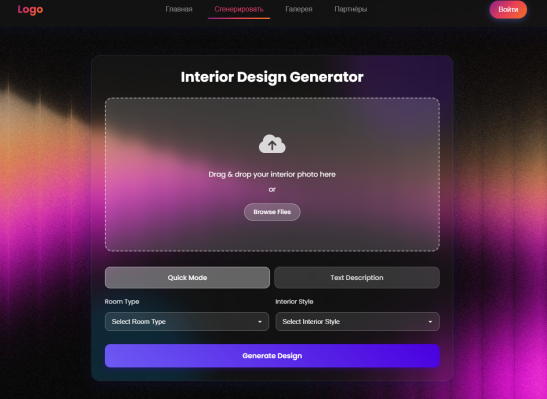 Logo
Главная
Сгенерировать
Галерея
Партнёры
Войти
Interior Design Generator
Drag & drop your interior photo here
or
Browse Files
Quick Mode
Text Description
Room Type
Interior Style
Select Room Type
Select Interior Style
Generate Design